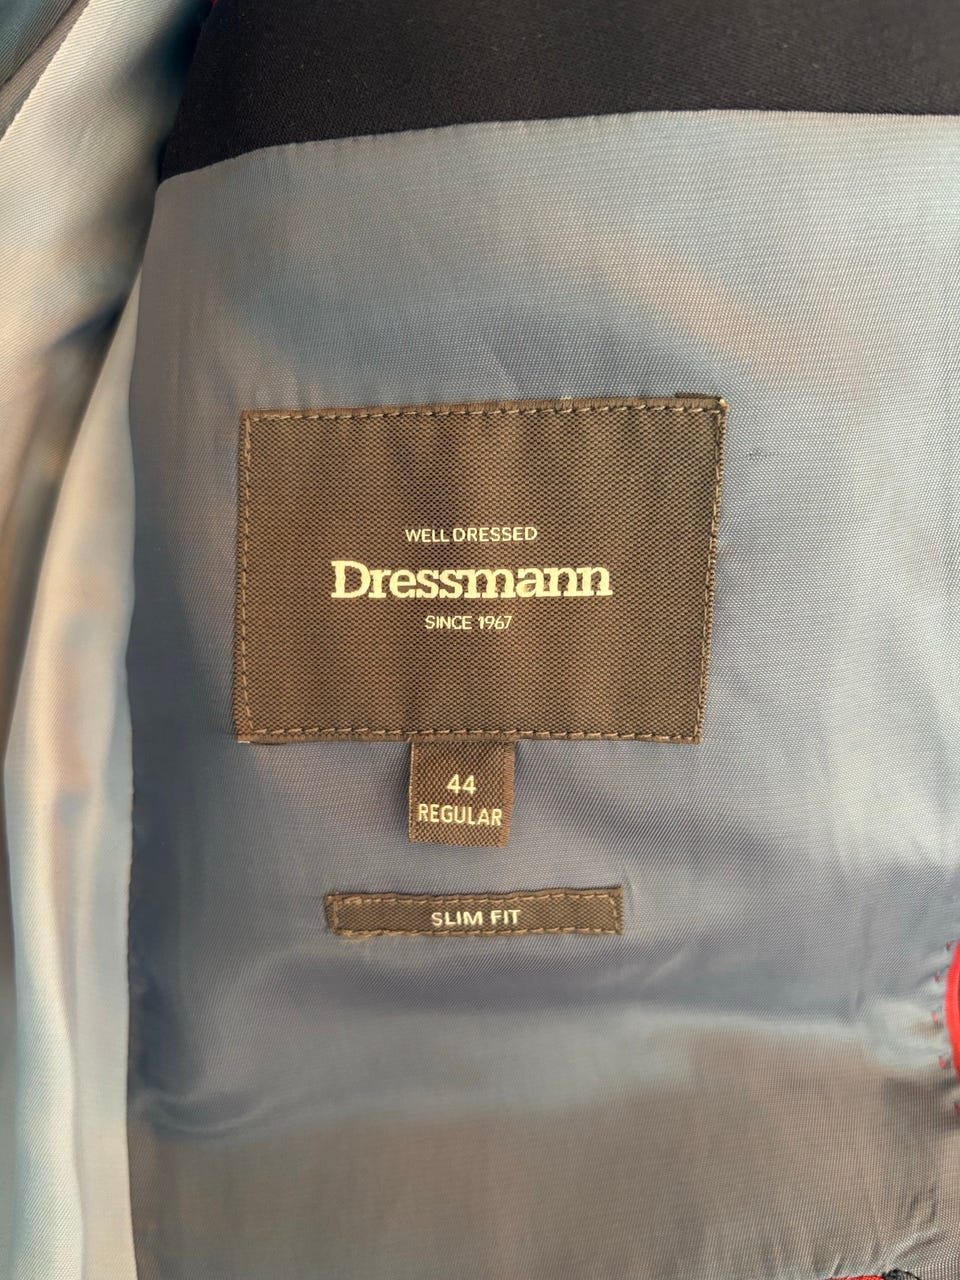 WELL DRESSED
Dressmann
SINCE 1967
44
REGULAR
SLIM FIT